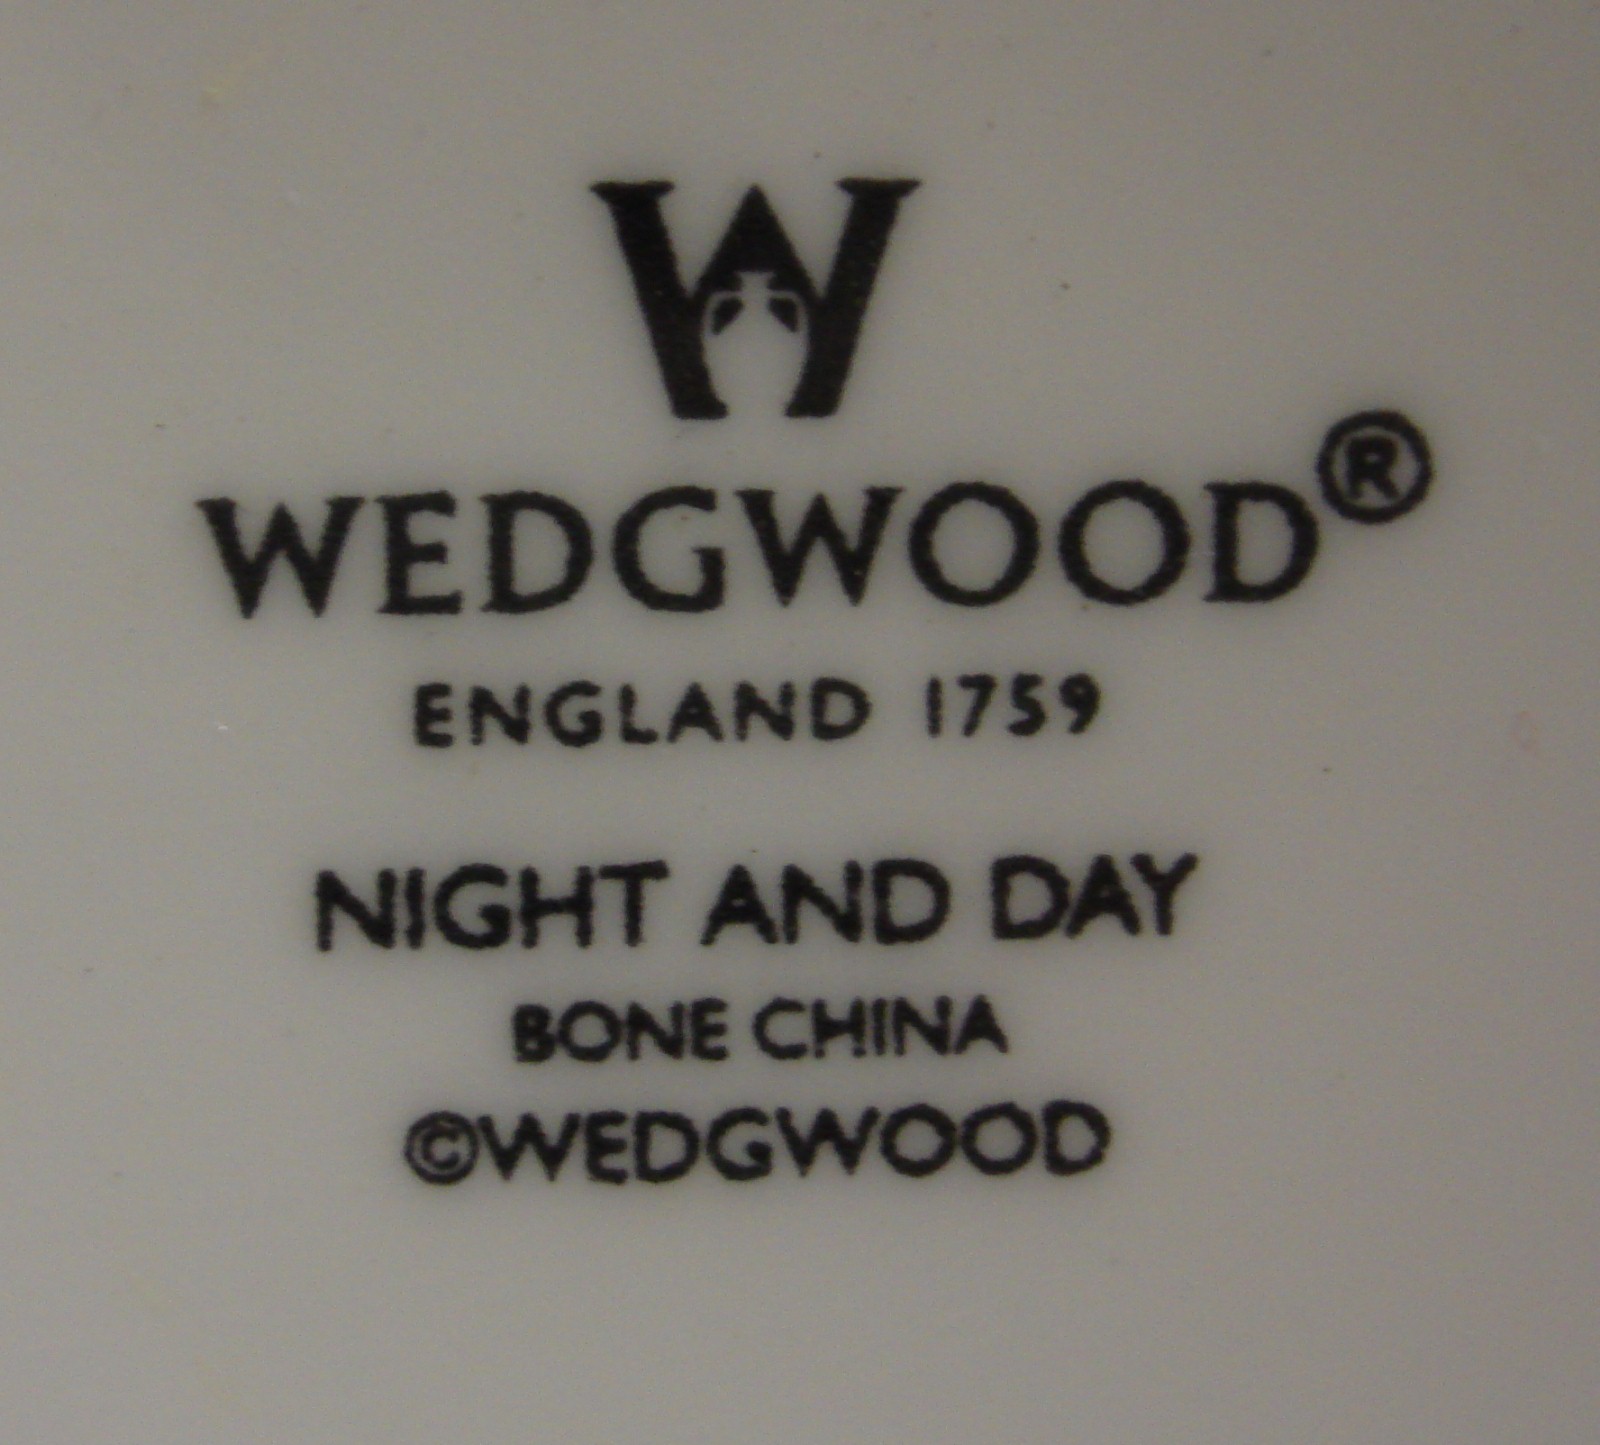 W
WEDGWOOD®
ENGLAND 1759
NIGHT AND DAY
BONE CHINA
©WEDGWOOD